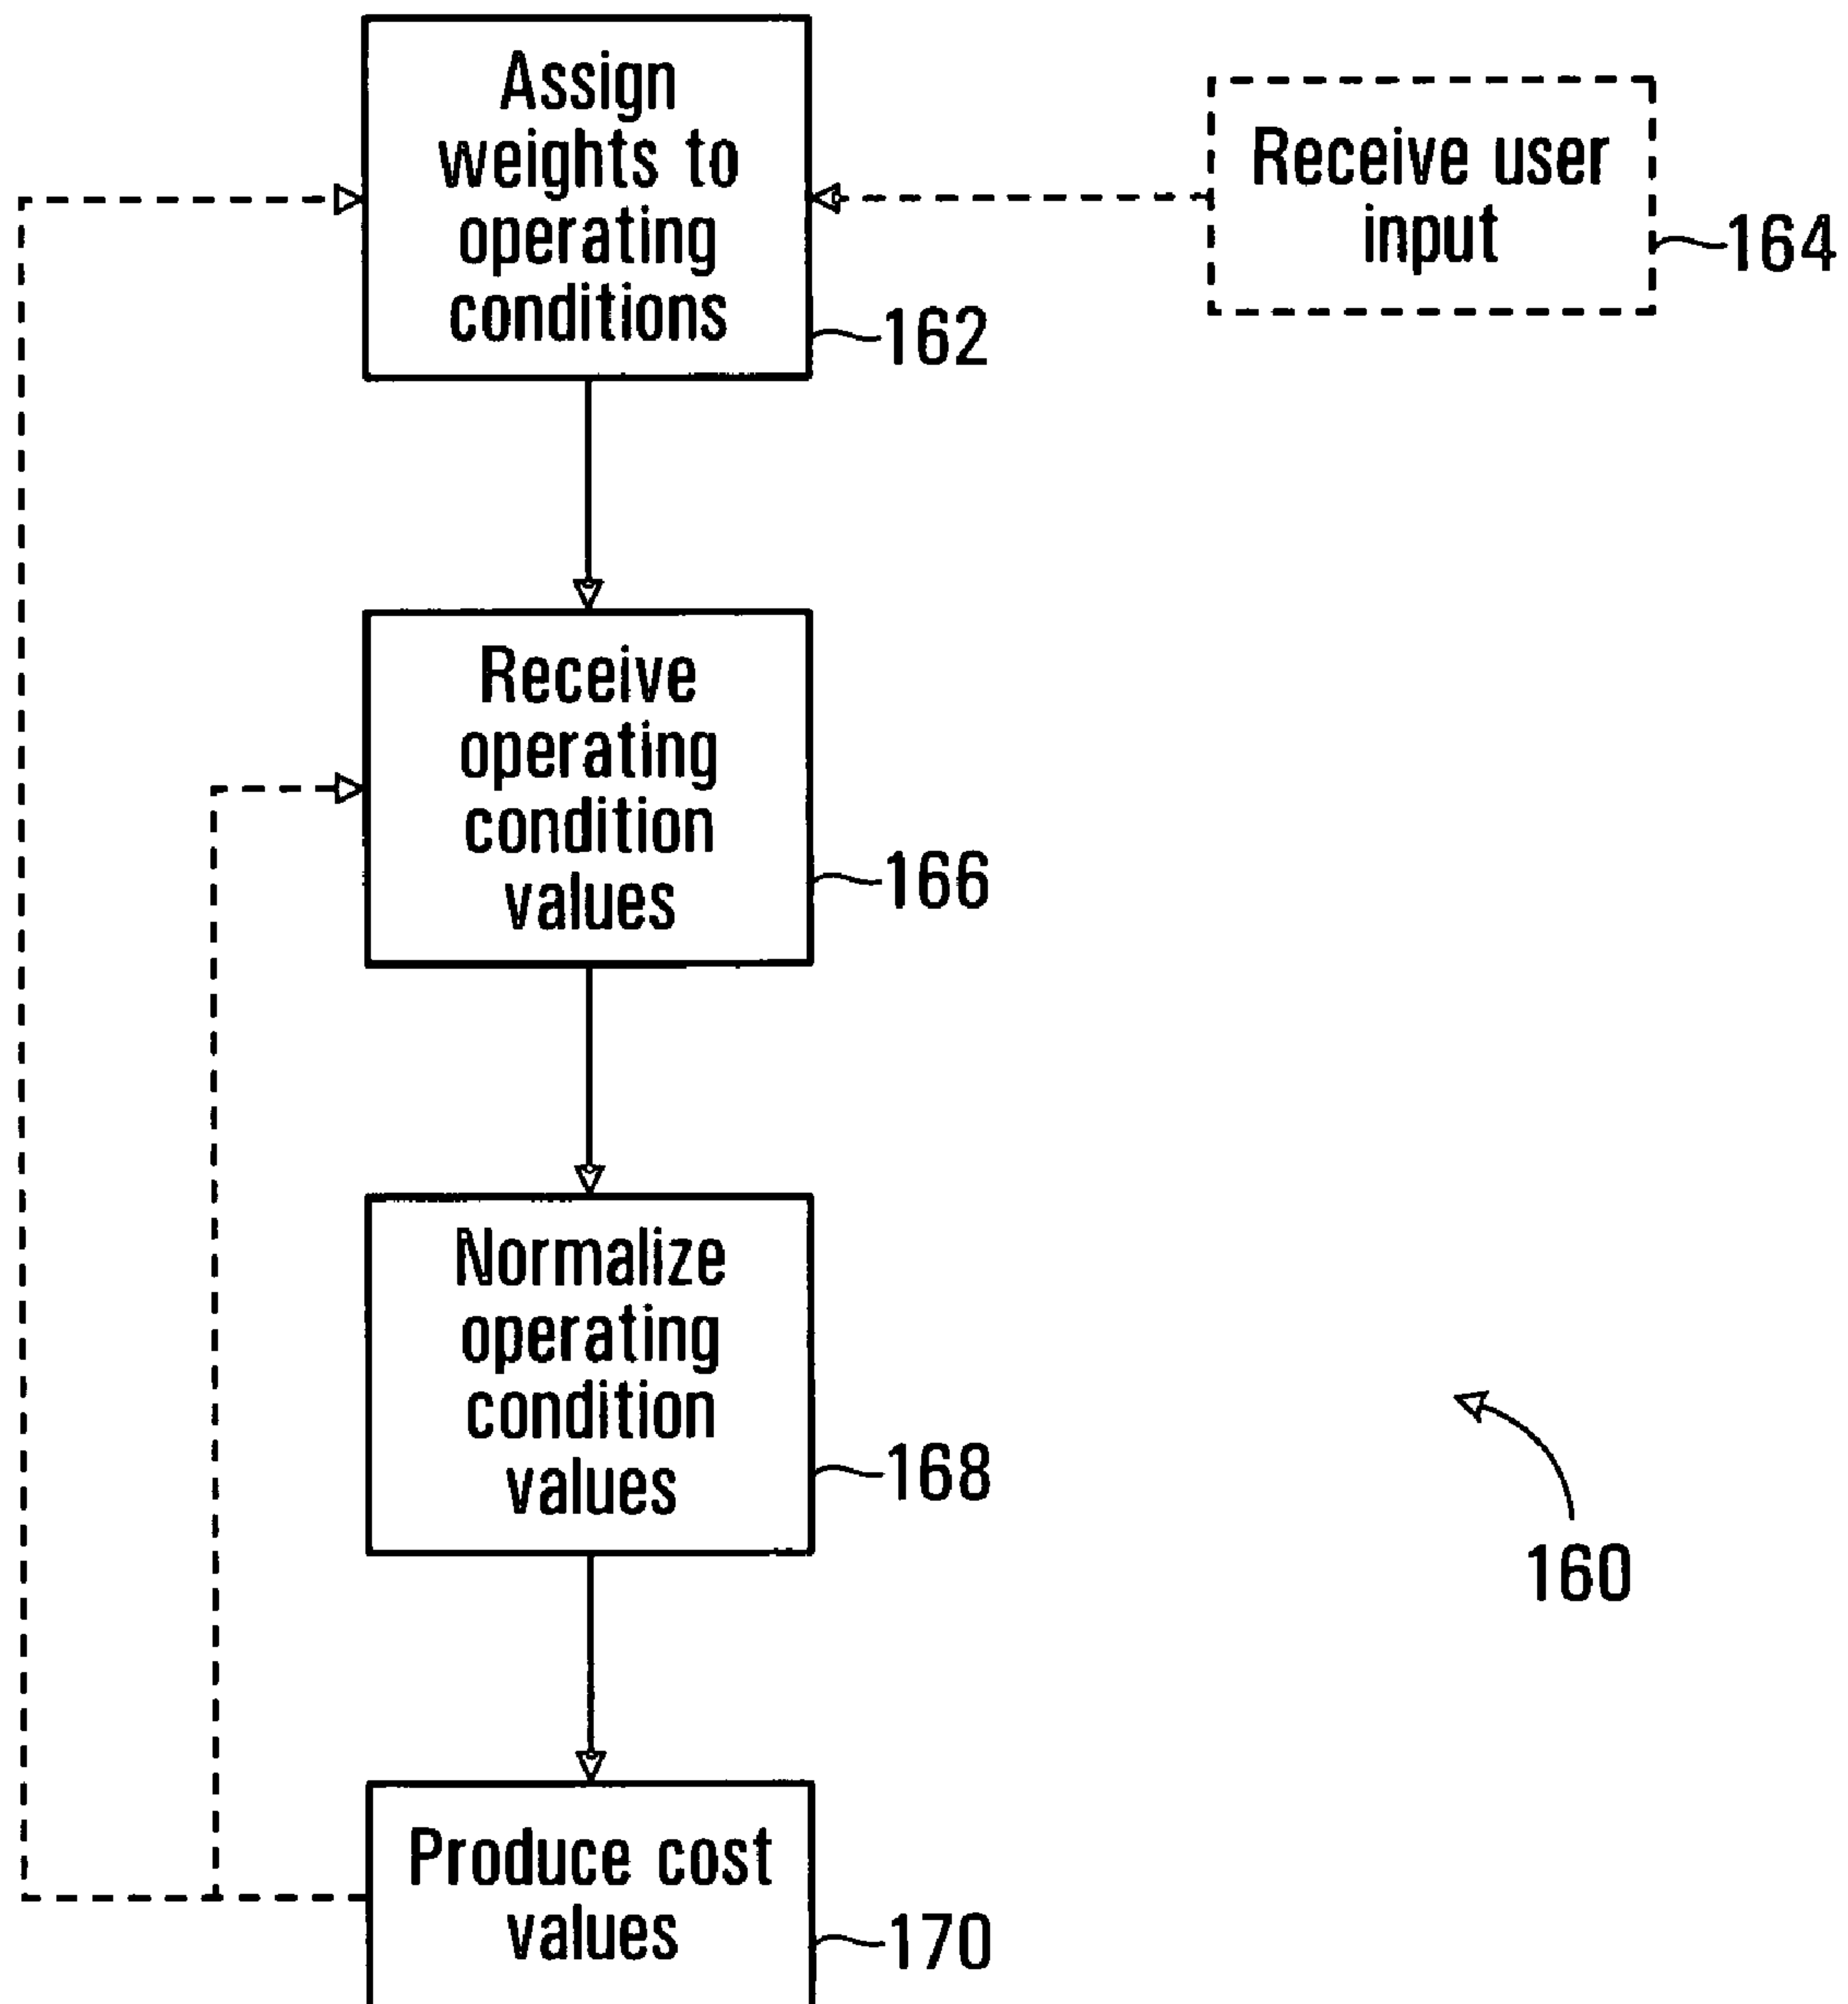 Assign
weights to
operating
conditions
162
Receive user
input
164
Receive
operating
condition
values
166
Normalize
operating
condition
values
168
160
Produce cost
values
170